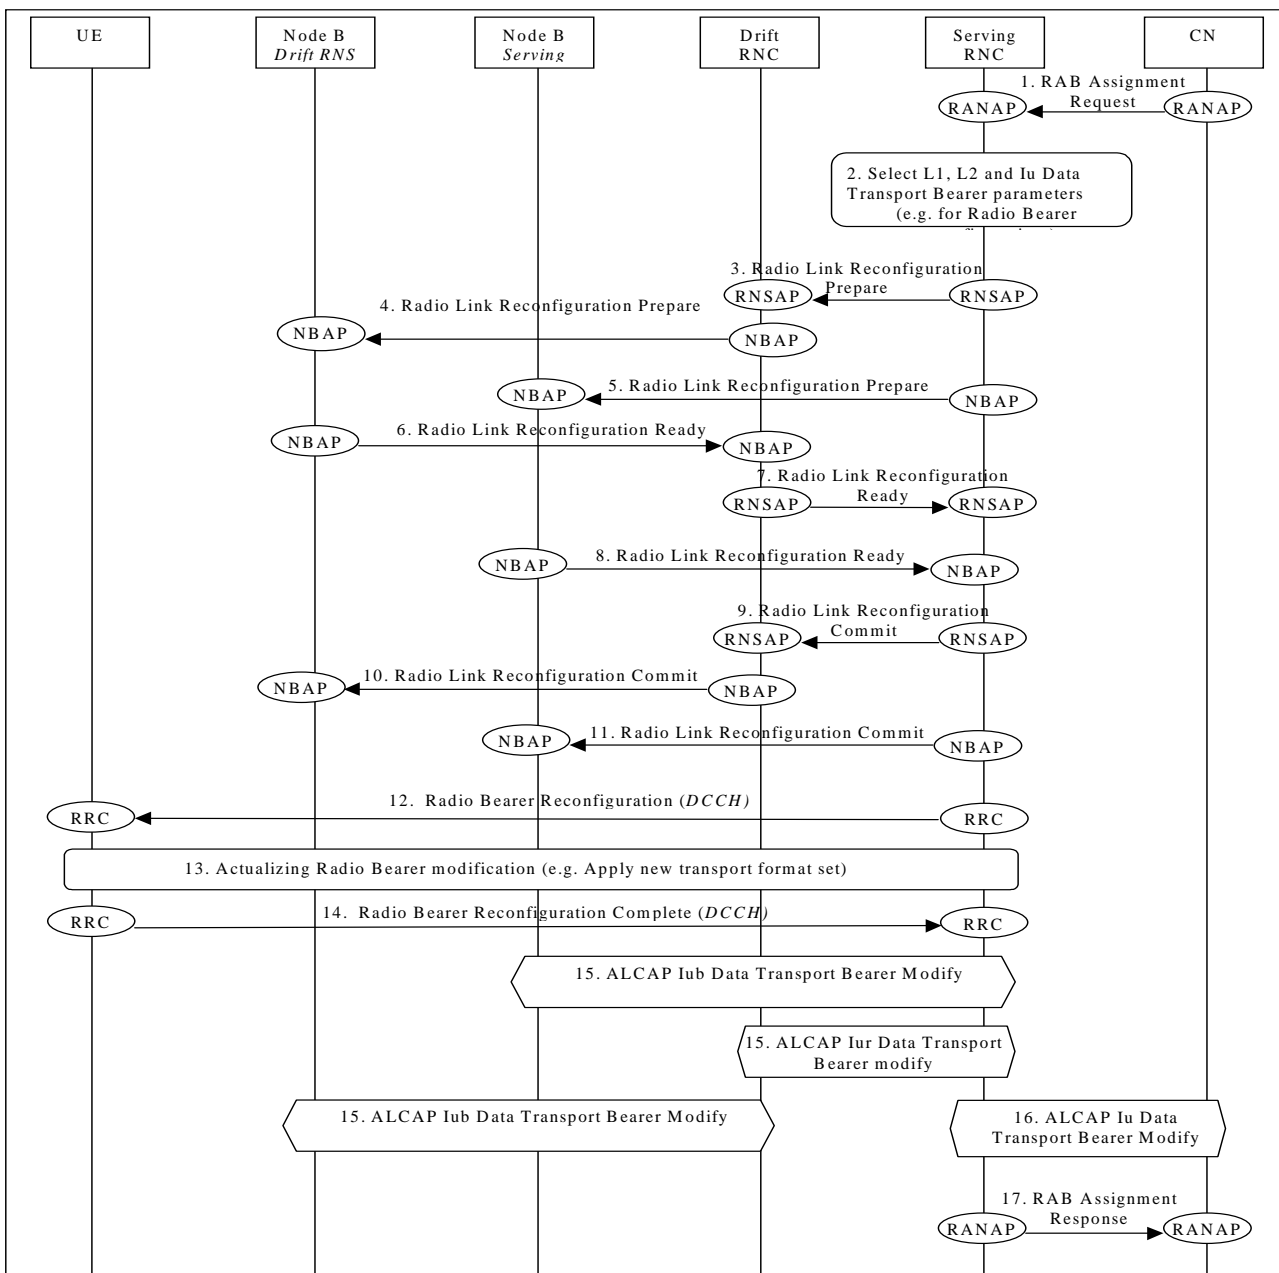 UE
Node B
Drift RNS
Node B
Serving
Drift
RNC
Serving
RNC
CN
1. RAB Assignment
Request
RANAP
RANAP
2. Select L1, L2 and Iu Data
Transport Bearer parameters
(e.g. for Radio Bearer
3. Radio Link Reconfiguration
Prepare
RNSAP
RNSAP
4. Radio Link Reconfiguration Prepare
NBAP
NBAP
5. Radio Link Reconfiguration Prepare
NBAP
NBAP
6. Radio Link Reconfiguration Ready
NBAP
NBAP
7. Radio Link Reconfiguration
Ready
RNSAP
RNSAP
8. Radio Link Reconfiguration Ready
NBAP
NBAP
9. Radio Link Reconfiguration
Commit
RNSAP
RNSAP
10. Radio Link Reconfiguration Commit
NBAP
NBAP
11. Radio Link Reconfiguration Commit
NBAP
NBAP
12. Radio Bearer Reconfiguration (DCCH)
RRC
RRC
13. Actualizing Radio Bearer modification (e.g. Apply new transport format set)
14. Radio Bearer Reconfiguration Complete (DCCH)
RRC
RRC
15. ALCAP Iub Data Transport Bearer Modify
15. ALCAP Iur Data Transport
Bearer modify
15. ALCAP Iub Data Transport Bearer Modify
16. ALCAP Iu Data
Transport Bearer Modify
17. RAB Assignment
Response
RANAP
RANAP